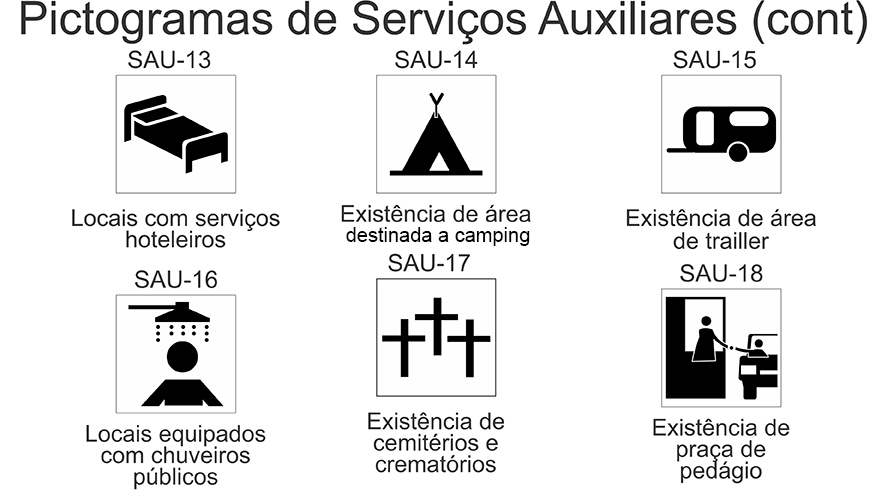 Pictogramas de Serviços Auxiliares (cont)
SAU-13
Locais com serviços
hoteleiros
SAU-14
Existência de área
destinada a camping
SAU-15
Existência de área
de trailler
SAU-16
Locais equipados
com chuveiros
públicos
SAU-17
Existência de
cemitérios e
crematórios
SAU-18
Existência de
praça de
pedágio